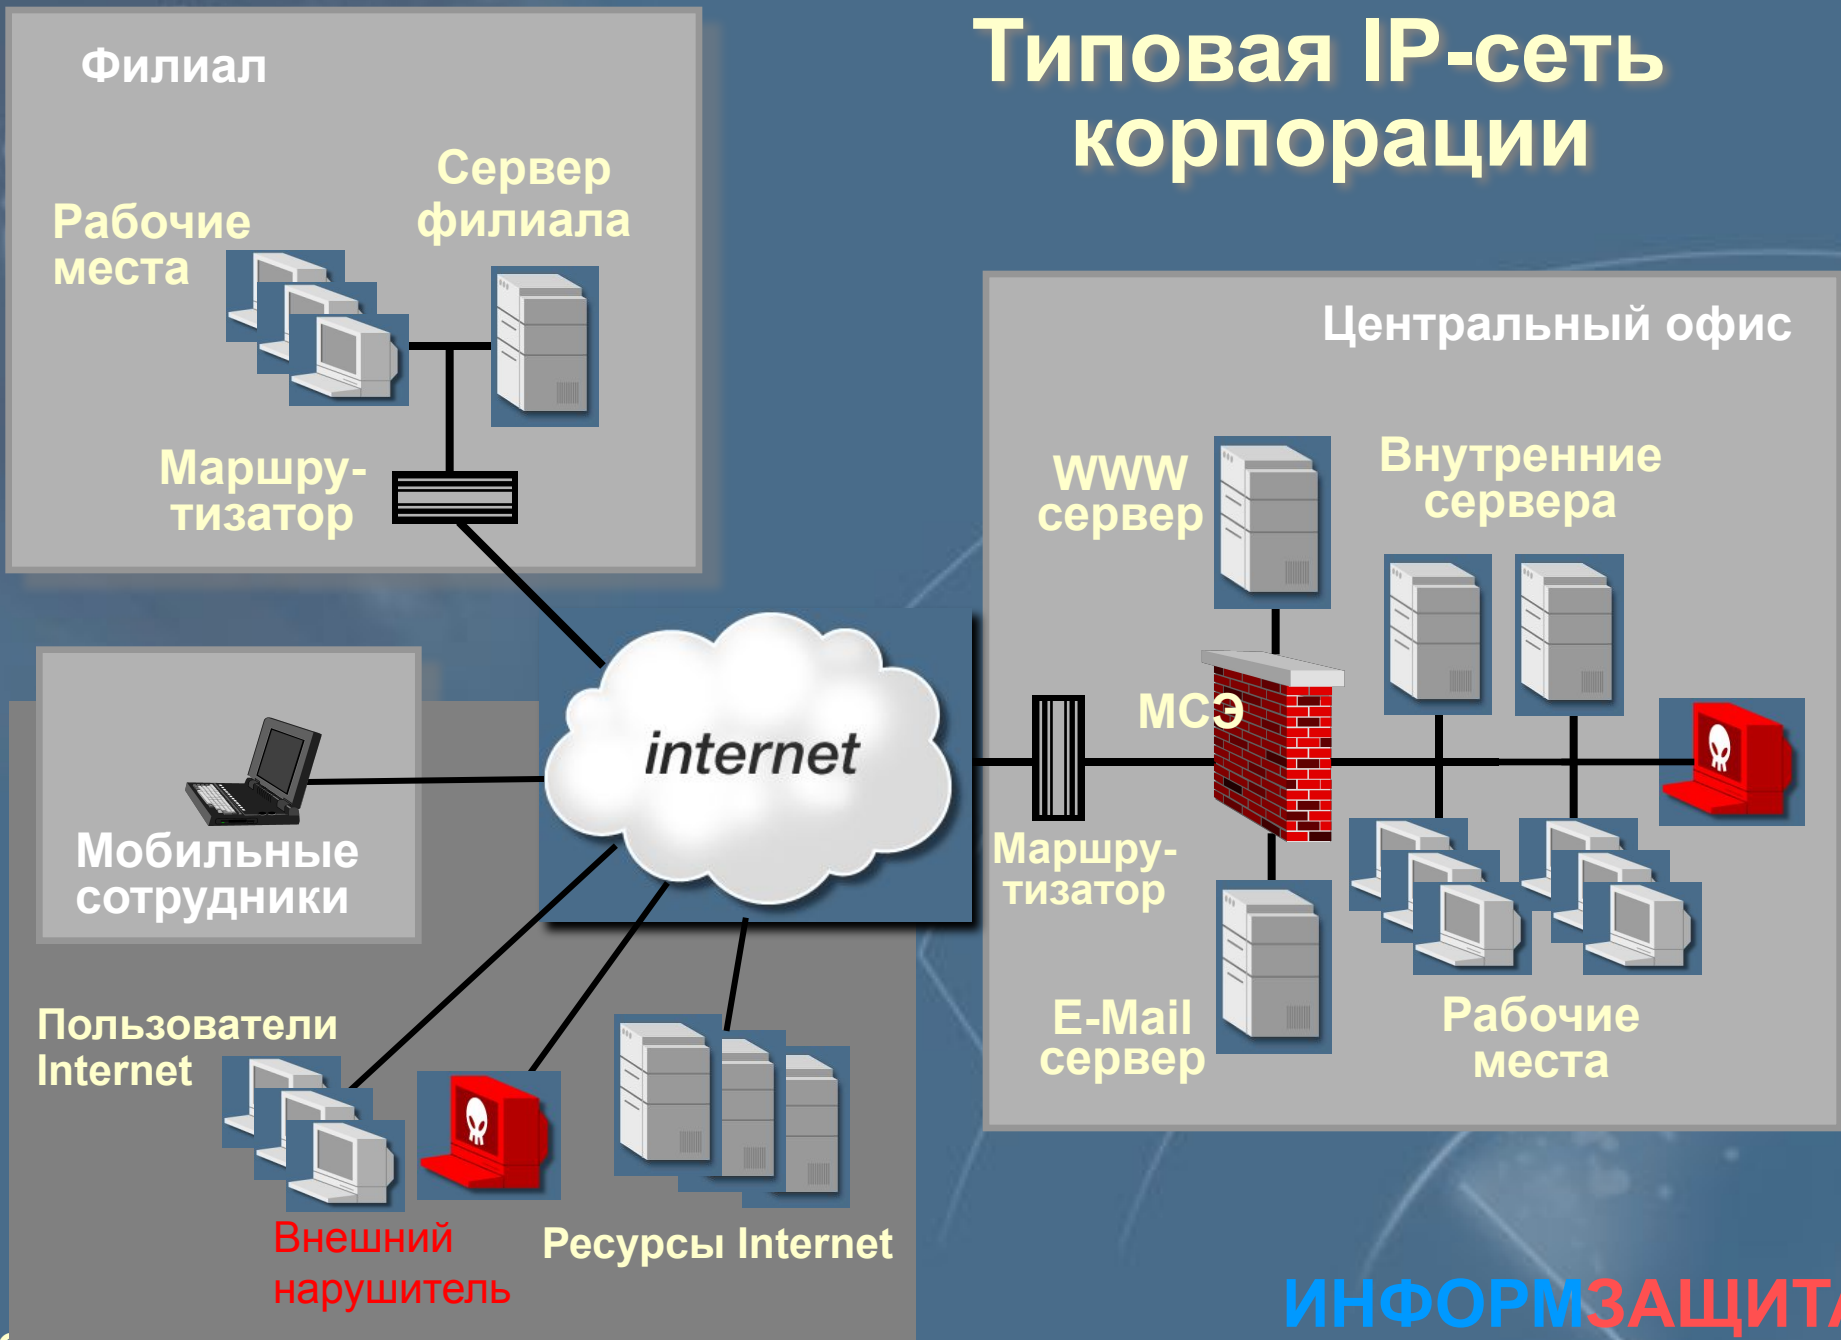 Типовая IP-сеть
корпорации
Филиал
Сервер
филиала
Рабочие
места
Маршру-
тизатор
Центральный офис
WWW
сервер
Внутренние
сервера
МСЭ
internet
Маршру-
тизатор
Мобильные
сотрудники
E-Mail
сервер
Рабочие
места
Пользователи
Internet
Внешний
нарушитель
Ресурсы Internet
ИНФОРМЗАЩИТА